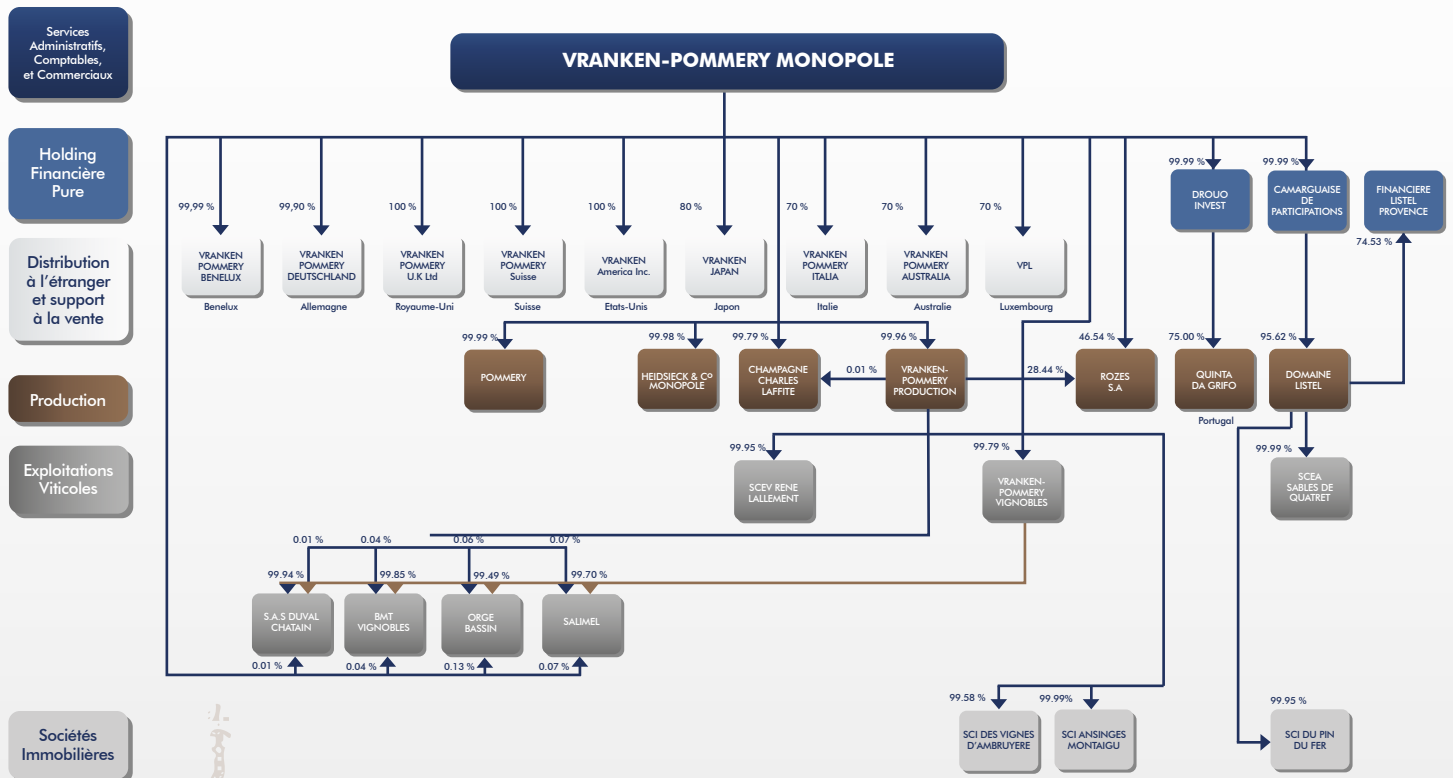 Services
Administratifs,
Comptables,
et Commerciaux
VRANKEN-POMMERY MONOPOLE
Holding
Financière
Pure
99.99 %
99.99 %
DROUO
INVEST
CAMARGUAISE
DE
PARTICIPATIONS
FINANCIERE
LISTEL
PROVENCE
74.53 %
99,99 %
99,90 %
100 %
100 %
100 %
80 %
70 %
70 %
70 %
Distribution
à l'étranger
et support
à la vente
VRANKEN
POMMERY
BENELUX
VRANKEN
POMMERY
DEUTSCHLAND
VRANKEN
POMMERY
U.K Ltd
VRANKEN
POMMERY
Suisse
VRANKEN
America Inc.
VRANKEN
JAPAN
VRANKEN
POMMERY
ITALIA
VRANKEN
POMMERY
AUSTRALIA
VPL
Benelux
Allemagne
Royaume-Uni
Suisse
Etats-Unis
Japon
Italie
Australie
Luxembourg
99.99 %
99.98 %
99.79 %
99.96 %
46.54 %
75.00 %
95.62 %
Production
POMMERY
HEIDSIECK & Cº
MONOPOLE
CHAMPAGNE
CHARLES
LAFFITE
0.01 %
VRANKEN-
POMMERY
PRODUCTION
28.44 %
ROZES
S.A
QUINTA
DA GRIFO
DOMAINE
LISTEL
Portugal
Exploitations
Viticoles
99.95 %
99.79 %
99.99 %
SCEV RENE
LALLEMENT
VRANKEN-
POMMERY
VIGNOBLES
SCEA
SABLES DE
QUATRET
0.01 %
0.04 %
0.06 %
0.07 %
99.94 %
99.85 %
99.49 %
99.70 %
S.A.S DUVAL
CHATAIN
BMT
VIGNOBLES
ORGE
BASSIN
SALIMEL
0.01 %
0.04 %
0.13 %
0.07 %
Sociétés
Immobilières
99.58 %
99.99%
99.95 %
SCI DES VIGNES
D'AMBRUYERE
SCI ANSINGES
MONTAIGU
SCI DU PIN
DU FER